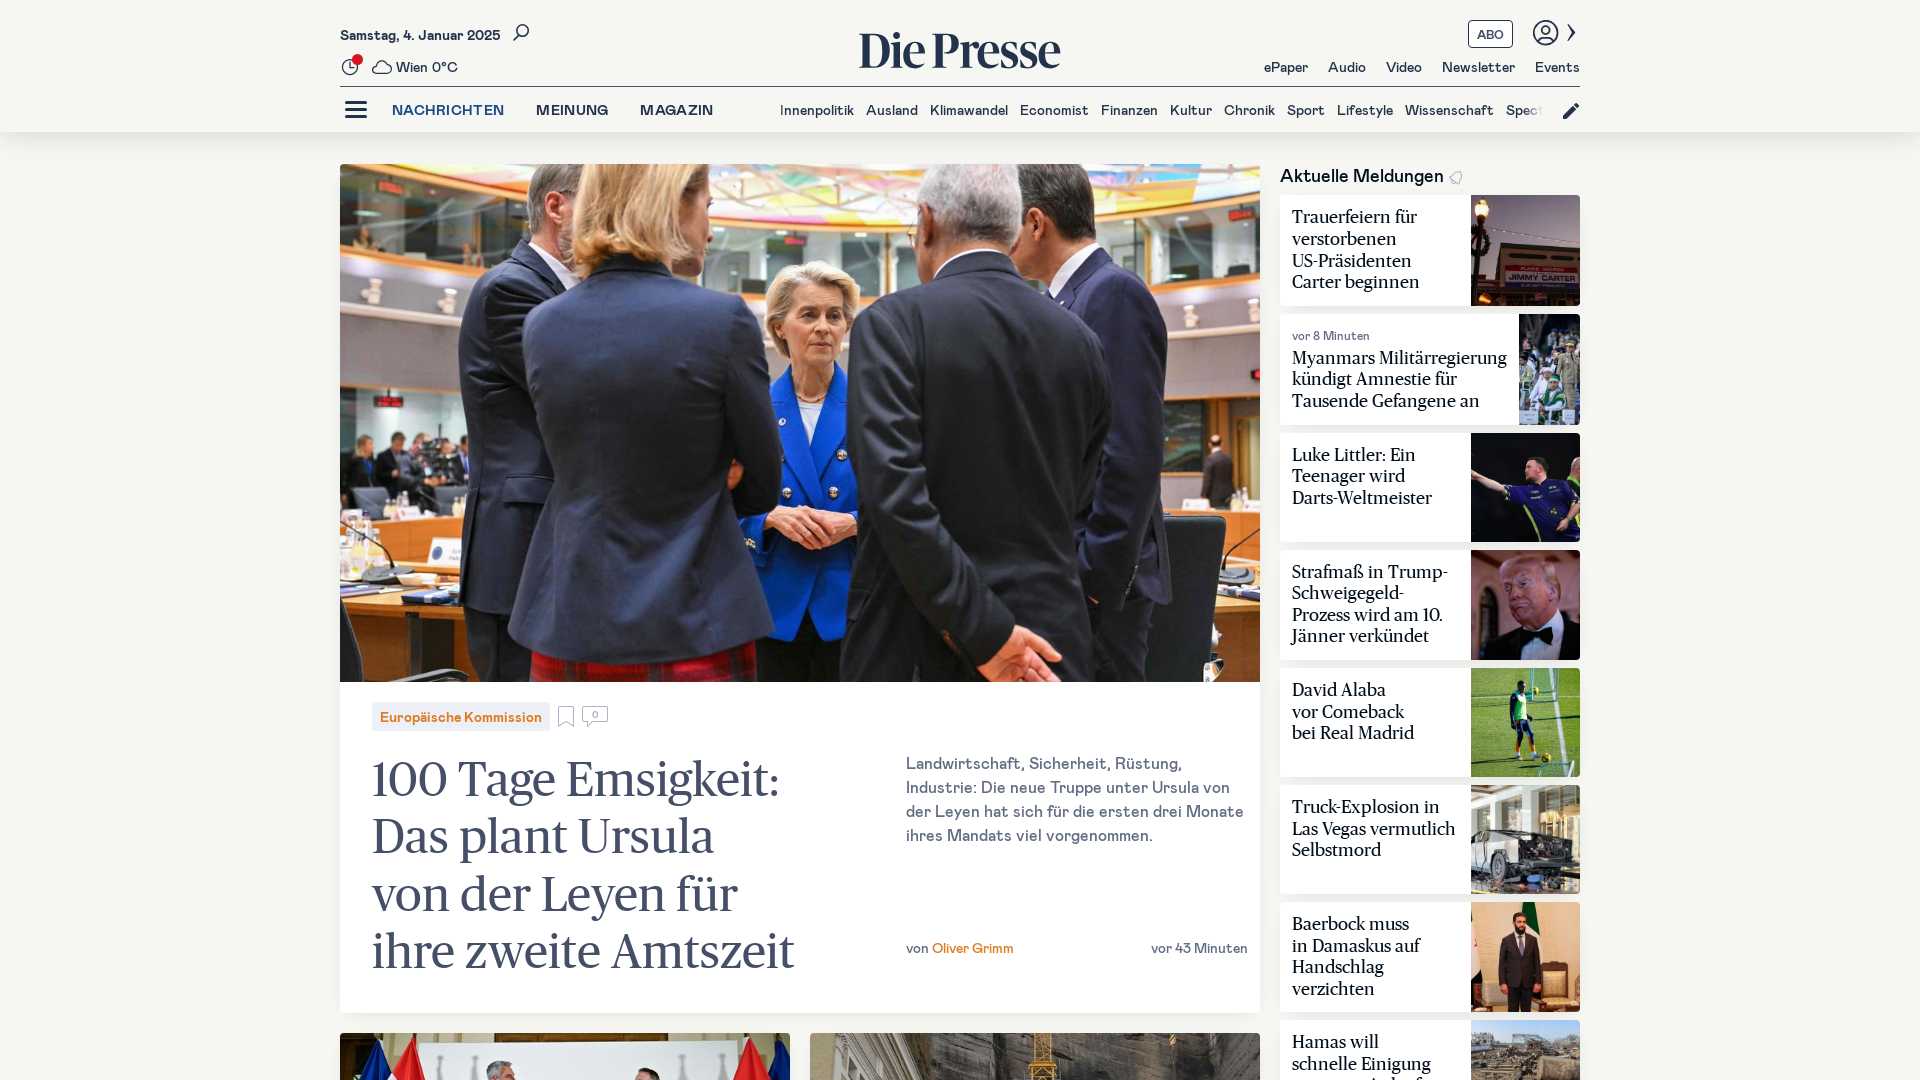 Samstag, 4. Januar 2025
Wien 0°C
Die Presse
ABO
ePaper Audio Video Newsletter Events
NACHRICHTEN MEINUNG MAGAZIN
Innenpolitik Ausland Klimawandel Economist Finanzen Kultur Chronik Sport Lifestyle Wissenschaft Spect
Europäische Kommission
0
100 Tage Emsigkeit:
Das plant Ursula
von der Leyen für
ihre zweite Amtszeit
Landwirtschaft, Sicherheit, Rüstung,
Industrie: Die neue Truppe unter Ursula von
der Leyen hat sich für die ersten drei Monate
ihres Mandats viel vorgenommen.
von Oliver Grimm
vor 43 Minuten
Aktuelle Meldungen
Trauerfeiern für
verstorbenen
US-Präsidenten
Carter beginnen
JIMMY CARTER
vor 8 Minuten
Myanmars Militärregierung
kündigt Amnestie für
Tausende Gefangene an
Luke Littler: Ein
Teenager wird
Darts-Weltmeister
Strafmaß in Trump-
Schweigegeld-
Prozess wird am 10.
Jänner verkündet
David Alaba
vor Comeback
bei Real Madrid
Truck-Explosion in
Las Vegas vermutlich
Selbstmord
Baerbock muss
in Damaskus auf
Handschlag
verzichten
Hamas will
schnelle Einigung